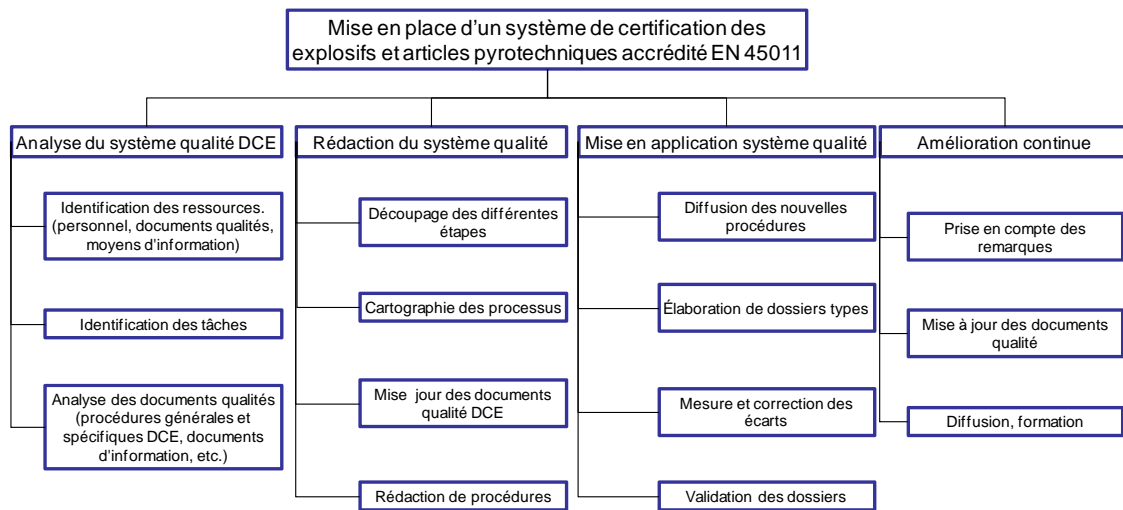 Mise en place d'un système de certification des
explosifs et articles pyrotechniques accrédité EN 45011
Analyse du système qualité DCE
Identification des ressources.
(personnel, documents qualités,
moyens d'information)
Identification des tâches
Analyse des documents qualités
(procédures générales et
spécifiques DCE, documents
d'information, etc.)
Rédaction du système qualité
Découpage des différentes
étapes
Cartographie des processus
Mise jour des documents
qualité DCE
Rédaction de procédures
Mise en application système qualité
Diffusion des nouvelles
procédures
Élaboration de dossiers types
Mesure et correction des
écarts
Validation des dossiers
Amélioration continue
Prise en compte des
remarques
Mise à jour des documents
qualité
Diffusion, formation